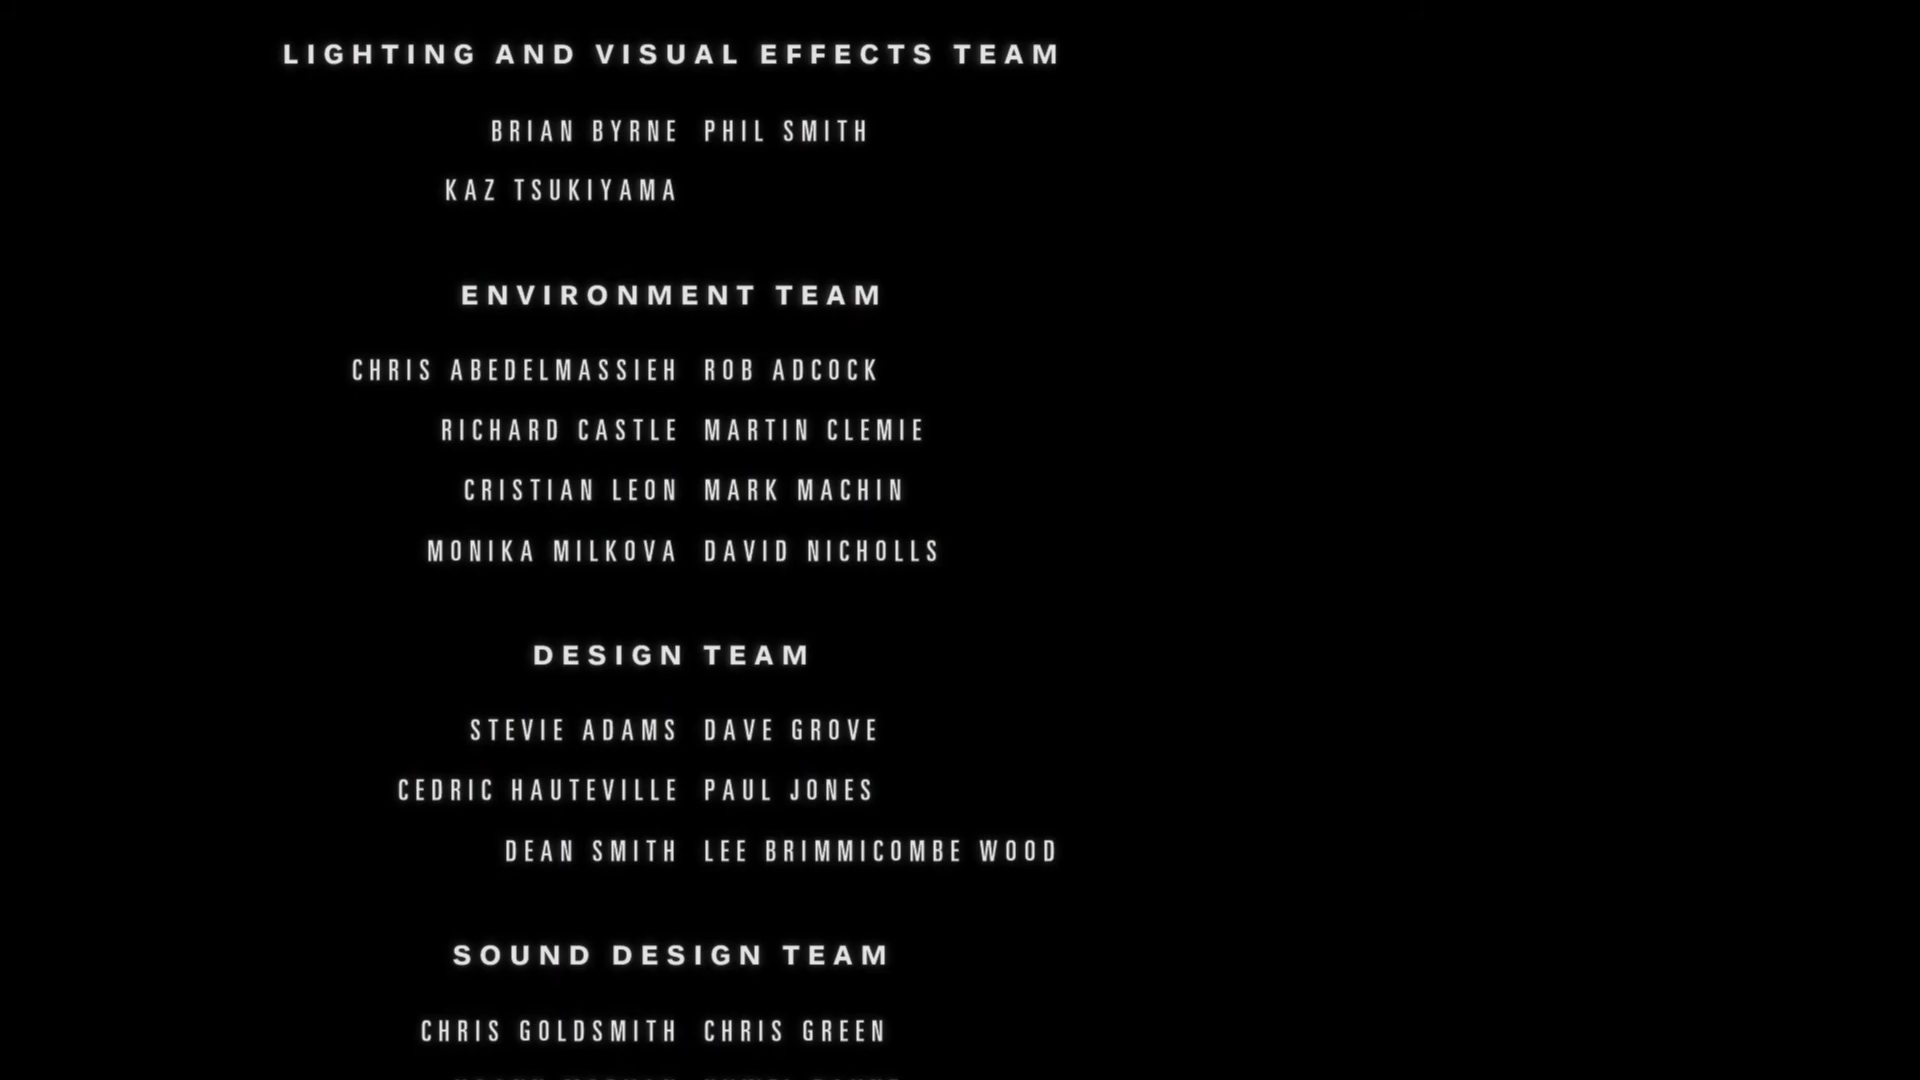 LIGHTING AND VISUAL EFFECTS TEAM
BRIAN BYRNE PHIL SMITH
KAZ TSUKIYAMA
ENVIRONMENT TEAM
CHRIS ABEDELMASSIEH ROB ADCOCK
RICHARD CASTLE MARTIN CLEMIE
CRISTIAN LEON MARK MACHIN
MONIKA MILKOVA DAVID NICHOLLS
DESIGN TEAM
STEVIE ADAMS DAVE GROVE
CEDRIC HAUTEVILLE PAUL JONES
DEAN SMITH LEE BRIMMICOMBE WOOD
SOUND DESIGN TEAM
CHRIS GOLDSMITH CHRIS GREEN